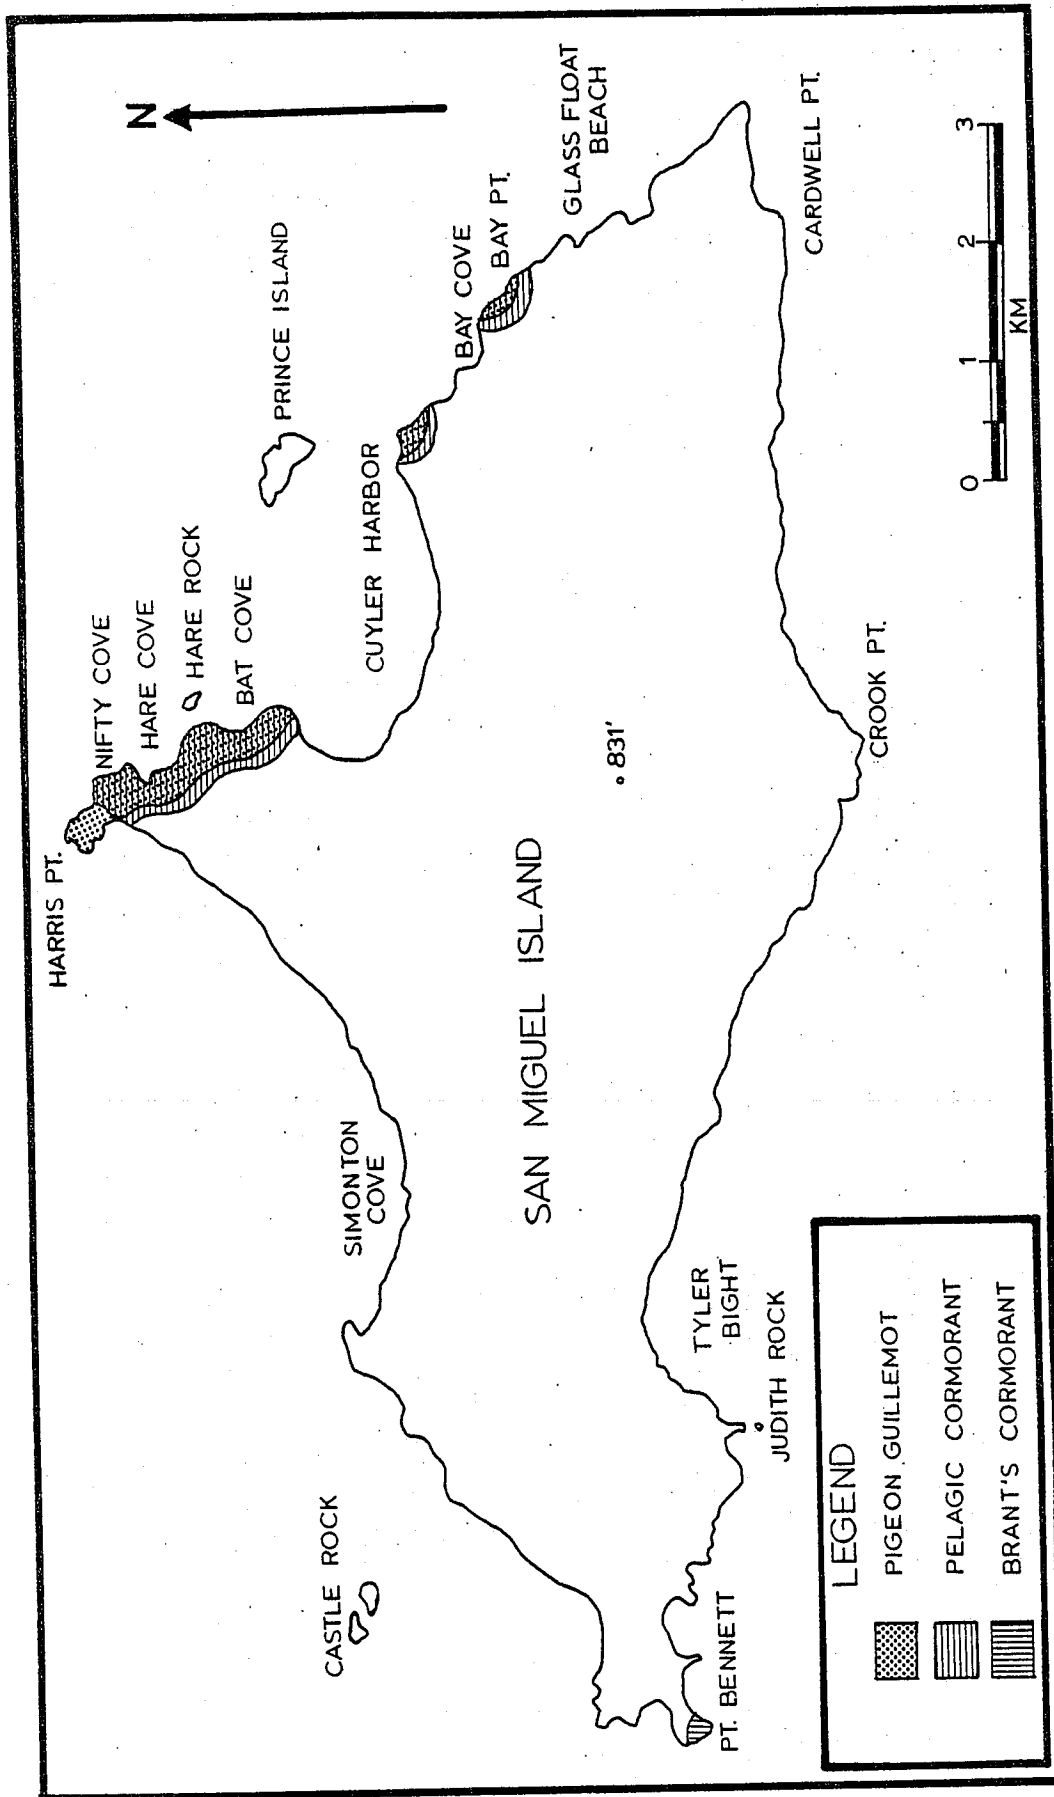 N
HARRIS PT.
NIFTY COVE
HARE COVE
HARE ROCK
BAT COVE
PRINCE ISLAND
CUYLER HARBOR
BAY COVE
BAY PT.
GLASS FLOAT
BEACH
CASTLE ROCK
SIMONTON
COVE
SAN MIGUEL ISLAND
831'
PT. BENNETT
JUDITH ROCK
TYLER
BIGHT
CROOK PT.
CARDWELL PT.
LEGEND
PIGEON GUILLEMOT
PELAGIC CORMORANT
BRANT'S CORMORANT
0 1 2 3
KM